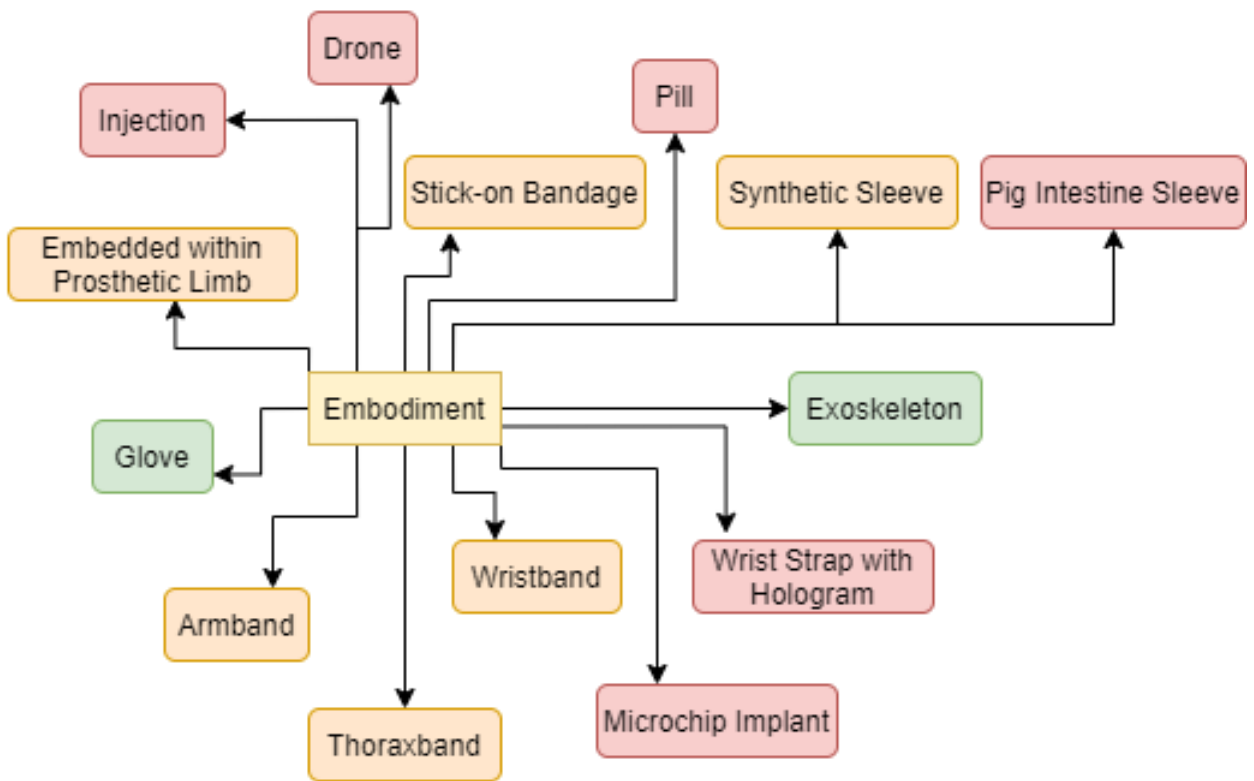 Drone
Pill
Injection
Stick-on Bandage
Synthetic Sleeve
Pig Intestine Sleeve
Embedded within
Prosthetic Limb
Embodiment
Exoskeleton
Glove
Wristband
Wrist Strap with
Hologram
Armband
Microchip Implant
Thoraxband